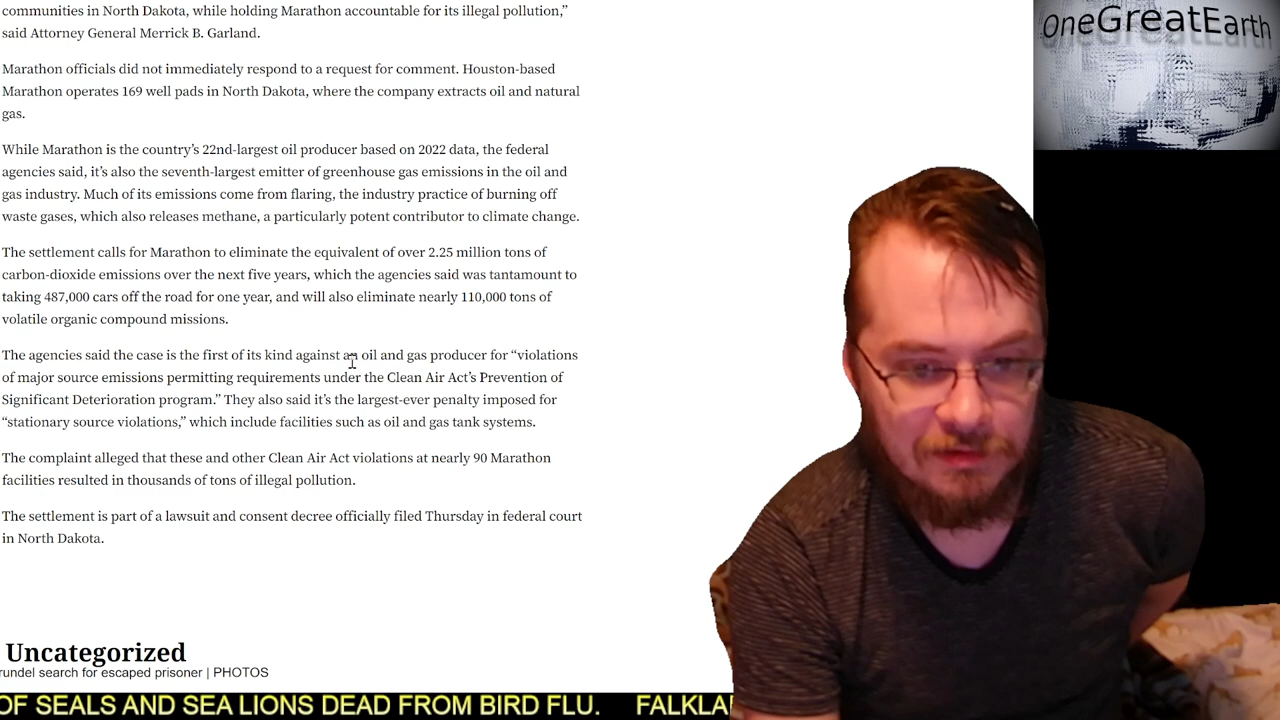 communities in North Dakota, while holding Marathon accountable for its illegal pollution,”
said Attorney General Merrick B. Garland.
Marathon officials did not immediately respond to a request for comment. Houston-based
Marathon operates 169 well pads in North Dakota, where the company extracts oil and natural
gas.
While Marathon is the country’s 22nd-largest oil producer based on 2022 data, the federal
agencies said, it’s also the seventh-largest emitter of greenhouse gas emissions in the oil and
gas industry. Much of its emissions come from flaring, the industry practice of burning off
waste gases, which also releases methane, a particularly potent contributor to climate change.
The settlement calls for Marathon to eliminate the equivalent of over 2.25 million tons of
carbon-dioxide emissions over the next five years, which the agencies said was tantamount to
taking 487,000 cars off the road for one year, and will also eliminate nearly 110,000 tons of
volatile organic compound missions.
The agencies said the case is the first of its kind against an oil and gas producer for “violations
of major source emissions permitting requirements under the Clean Air Act’s Prevention of
Significant Deterioration program.” They also said it’s the largest-ever penalty imposed for
“stationary source violations,” which include facilities such as oil and gas tank systems.
The complaint alleged that these and other Clean Air Act violations at nearly 90 Marathon
facilities resulted in thousands of tons of illegal pollution.
The settlement is part of a lawsuit and consent decree officially filed Thursday in federal court
in North Dakota.
Uncategorized
rundel search for escaped prisoner | PHOTOS
OF SEALS AND SEA LIONS DEAD FROM BIRD FLU. FALKLA
OneGreatEarth